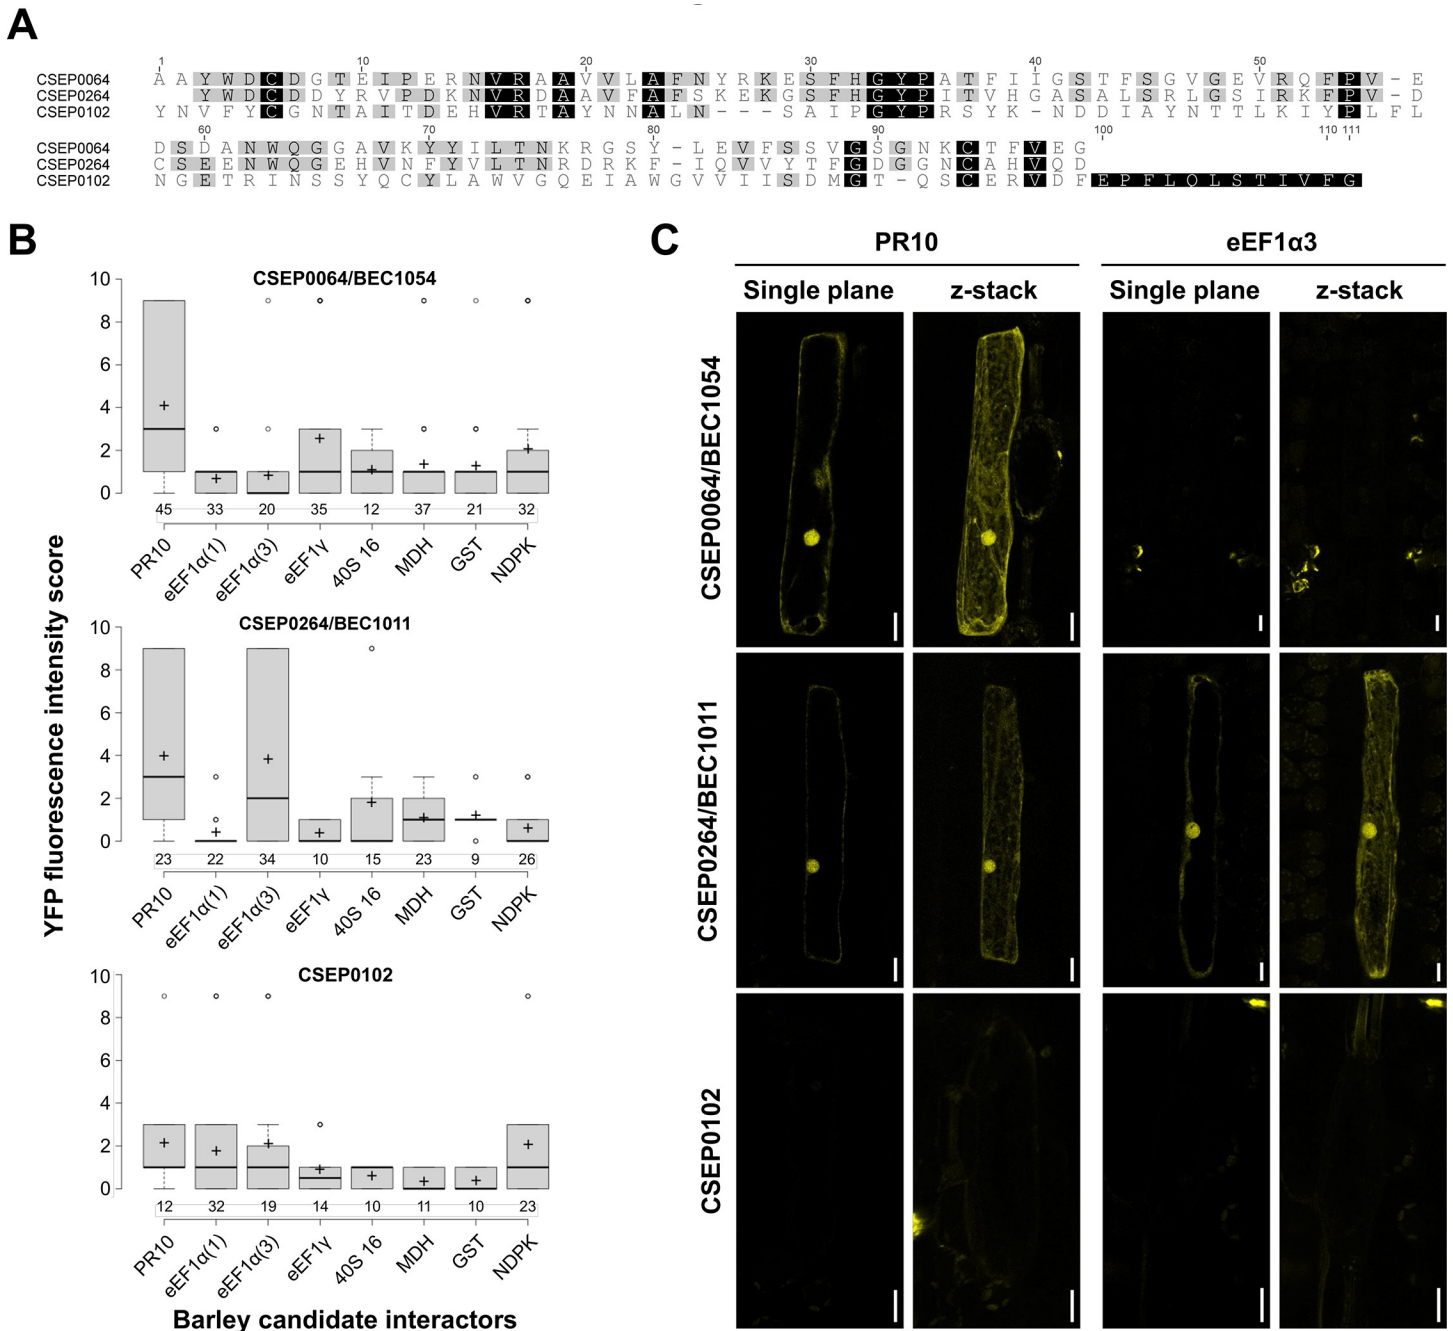 A
1 10 20 30 40 50
CSEP0064 A A Y W D C D G T E I P E R N V R A A V V L A F N Y R K E S F H G Y P A T F I I G S T F S G V G E V R Q F P V - E
CSEP0264 Y W D C D D Y R V P D K N V R D A A V F A F S K E K G S F H G Y P I T V H G A S A L S R L G S I R K F P V - D
CSEP0102 Y N V F Y C G N T A I T D E H V R T A Y N N A L N - - - S A I P G Y P R S Y K - N D D I A Y N T T L K I Y P L F L
60 70 80 90 100 110 111
CSEP0064 D S D A N W Q G G A V K Y Y I L T N K R G S Y - L E V F S S V G S G N K C T F V E G
CSEP0264 C S E E N W Q G E H V N F Y V L T N R D R K F - I Q V V Y T F G D G N C A H V Q D
CSEP0102 N G E T R I N S S Y Q C Y L A W V G Q E I A W G V V I I S D M G T - Q S C E R V D F E P F L Q L S T I V F G
B
YFP fluorescence intensity score
CSEP0064/BEC1054
10
8
6
4
2
0
45 33 20 35 12 37 21 32
PR10 eEF1α(1) eEF1α(3) eEF1γ 40S 16 MDH GST NDPK
CSEP0264/BEC1011
10
8
6
4
2
0
23 22 34 10 15 23 9 26
PR10 eEF1α(1) eEF1α(3) eEF1γ 40S 16 MDH GST NDPK
CSEP0102
10
8
6
4
2
0
12 32 19 14 10 11 10 23
PR10 eEF1α(1) eEF1α(3) eEF1γ 40S 16 MDH GST NDPK
Barley candidate interactors
C
PR10 eEF1α3
Single plane z-stack Single plane z-stack
CSEP0064/BEC1054
CSEP0264/BEC1011
CSEP0102